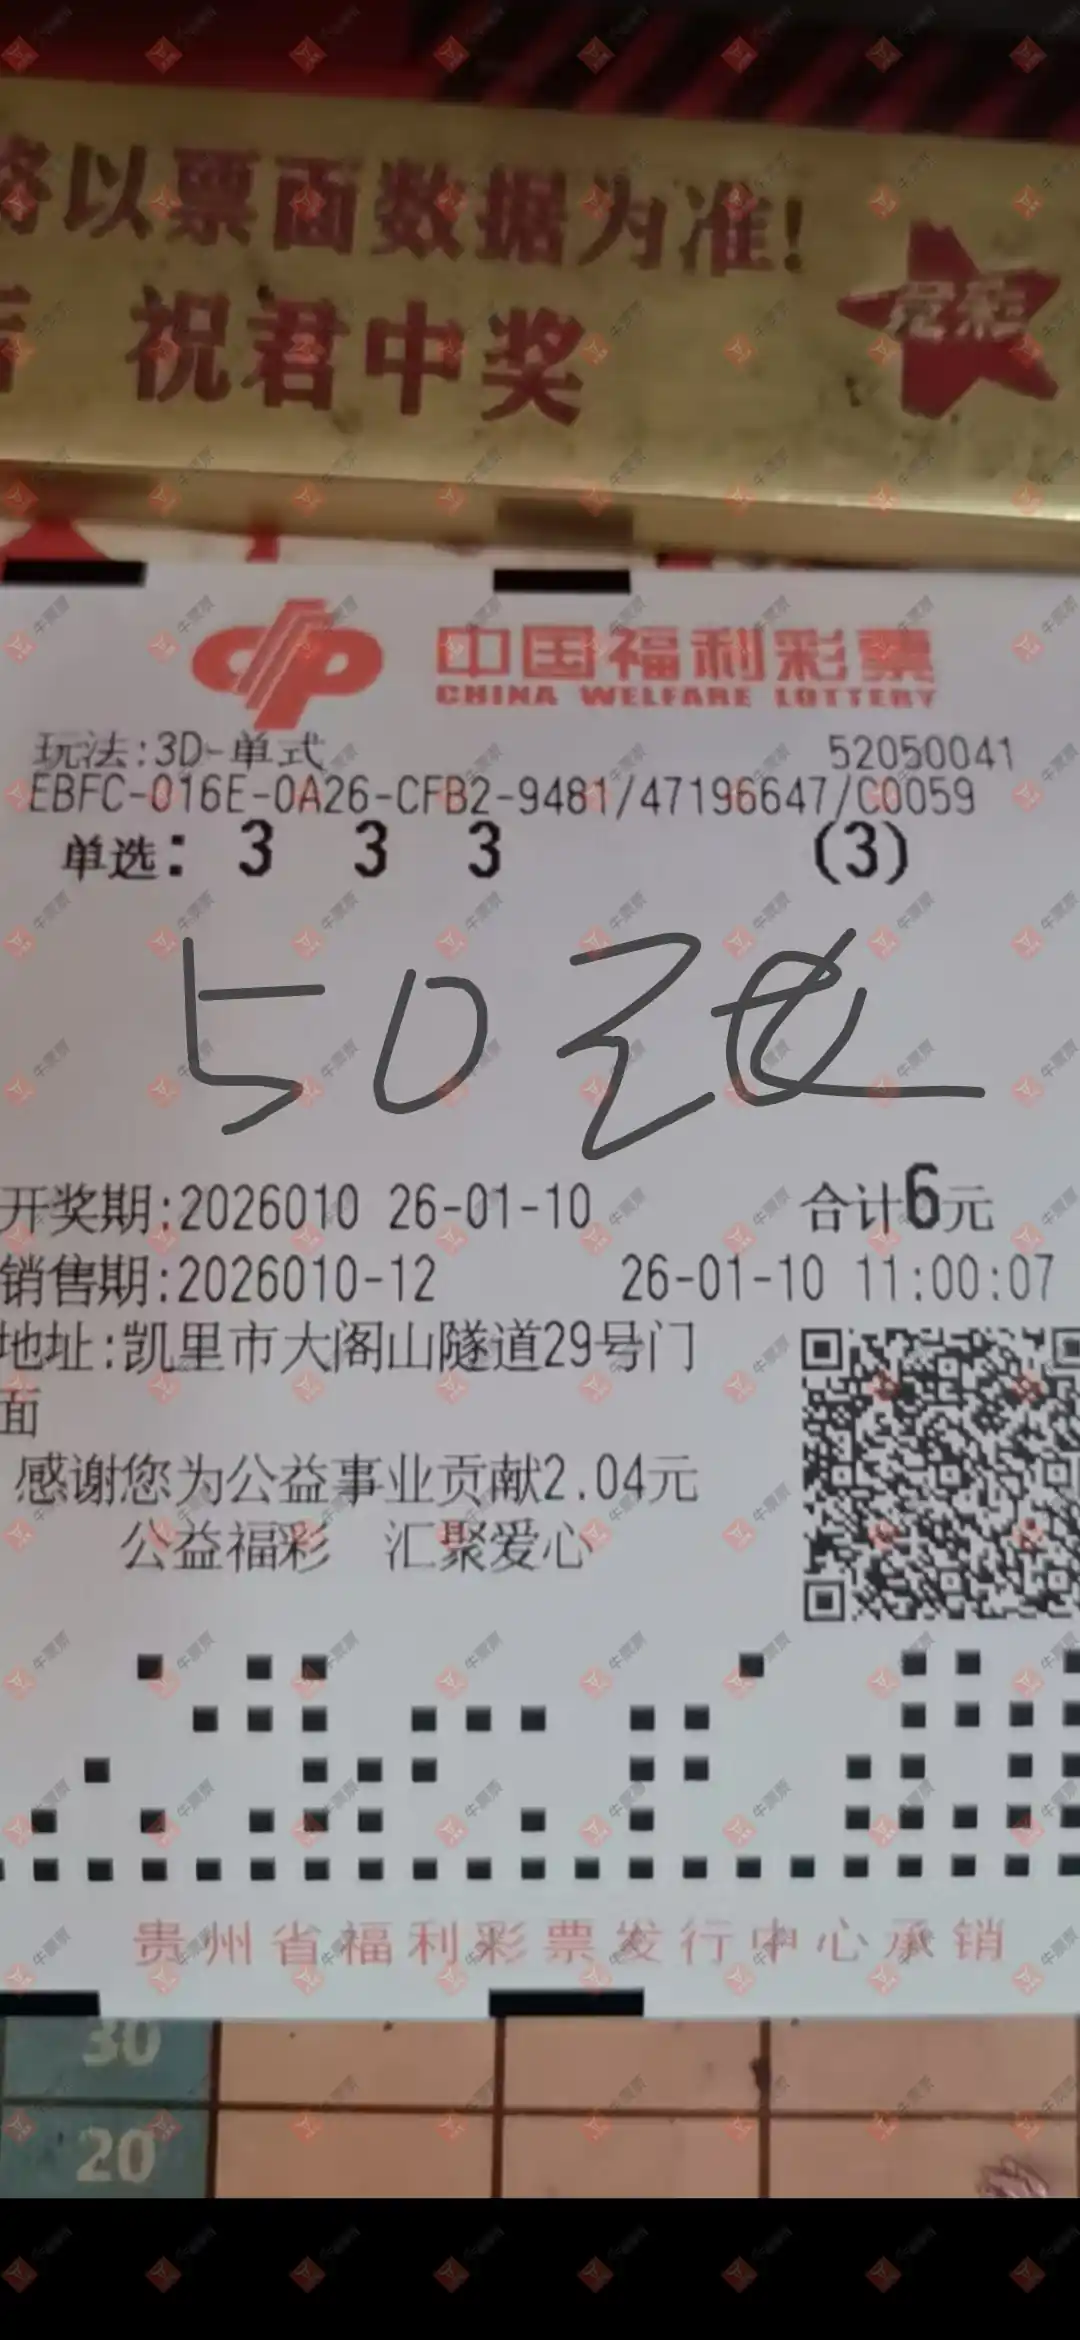 将以票面数据为准!
祝君中奖
中国福利彩票
CHINA WELFARE LOTTERY
玩法:3D-单式 52050041
EBFC-016E-0A26-CFB2-9481/47196647/C0059
单选: 3 3 3 (3)
50
开奖期:2026010 26-01-10 合计6元
销售期:2026010-12 26-01-10 11:00:07
地址:凯里市大阁山隧道29号门
面
感谢您为公益事业贡献2.04元
公益福彩 汇聚爱心
贵州省福利彩票发行中心承销
30
20